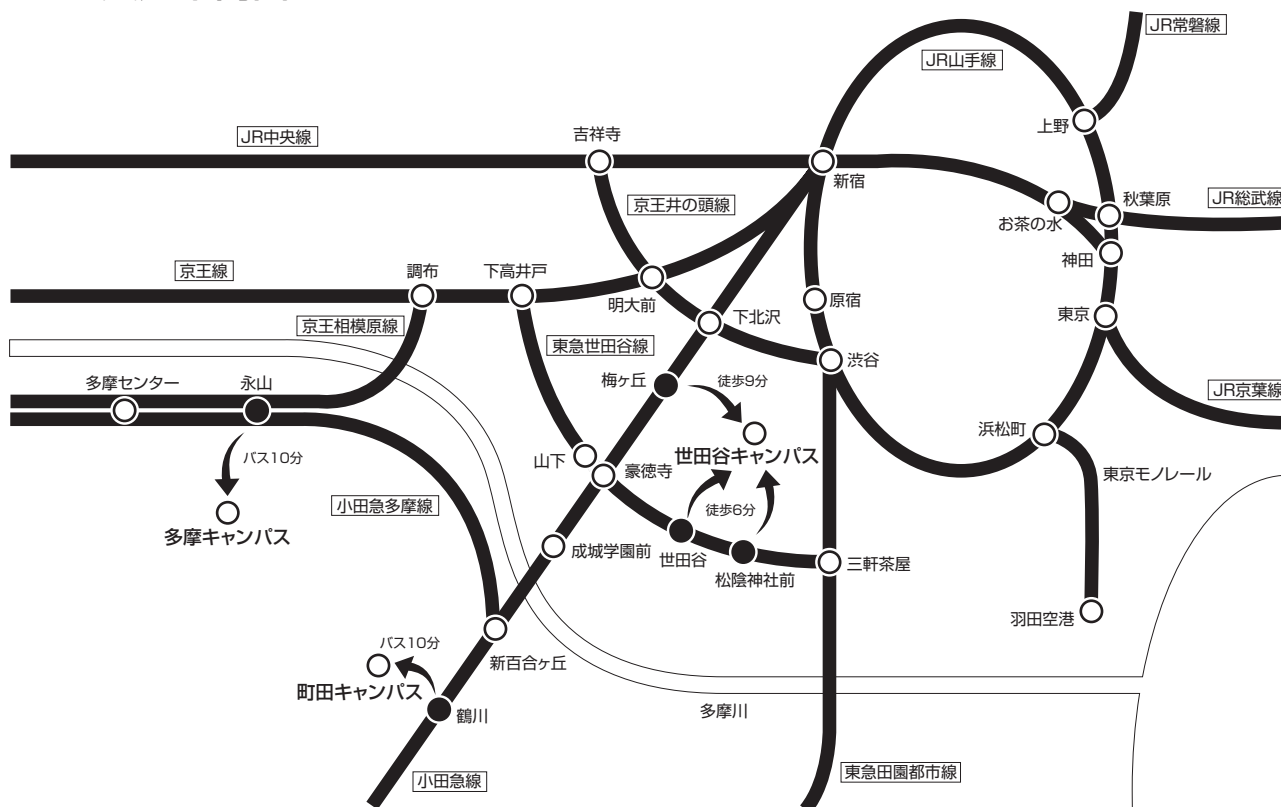 JR常磐線
JR山手線
上野
JR中央線
吉祥寺
新宿
京王井の頭線
お茶の水
秋葉原
JR総武線
神田
京王線
調布
下高井戸
明大前
原宿
東京
下北沢
京王相模原線
東急世田谷線
渋谷
多摩センター
永山
梅ヶ丘
徒歩9分
JR京葉線
浜松町
バス10分
山下
豪徳寺
世田谷キャンパス
東京モノレール
小田急多摩線
徒歩6分
多摩キャンパス
成城学園前
世田谷
松陰神社前
三軒茶屋
羽田空港
バス10分
新百合ヶ丘
町田キャンパス
鶴川
多摩川
小田急線
東急田園都市線